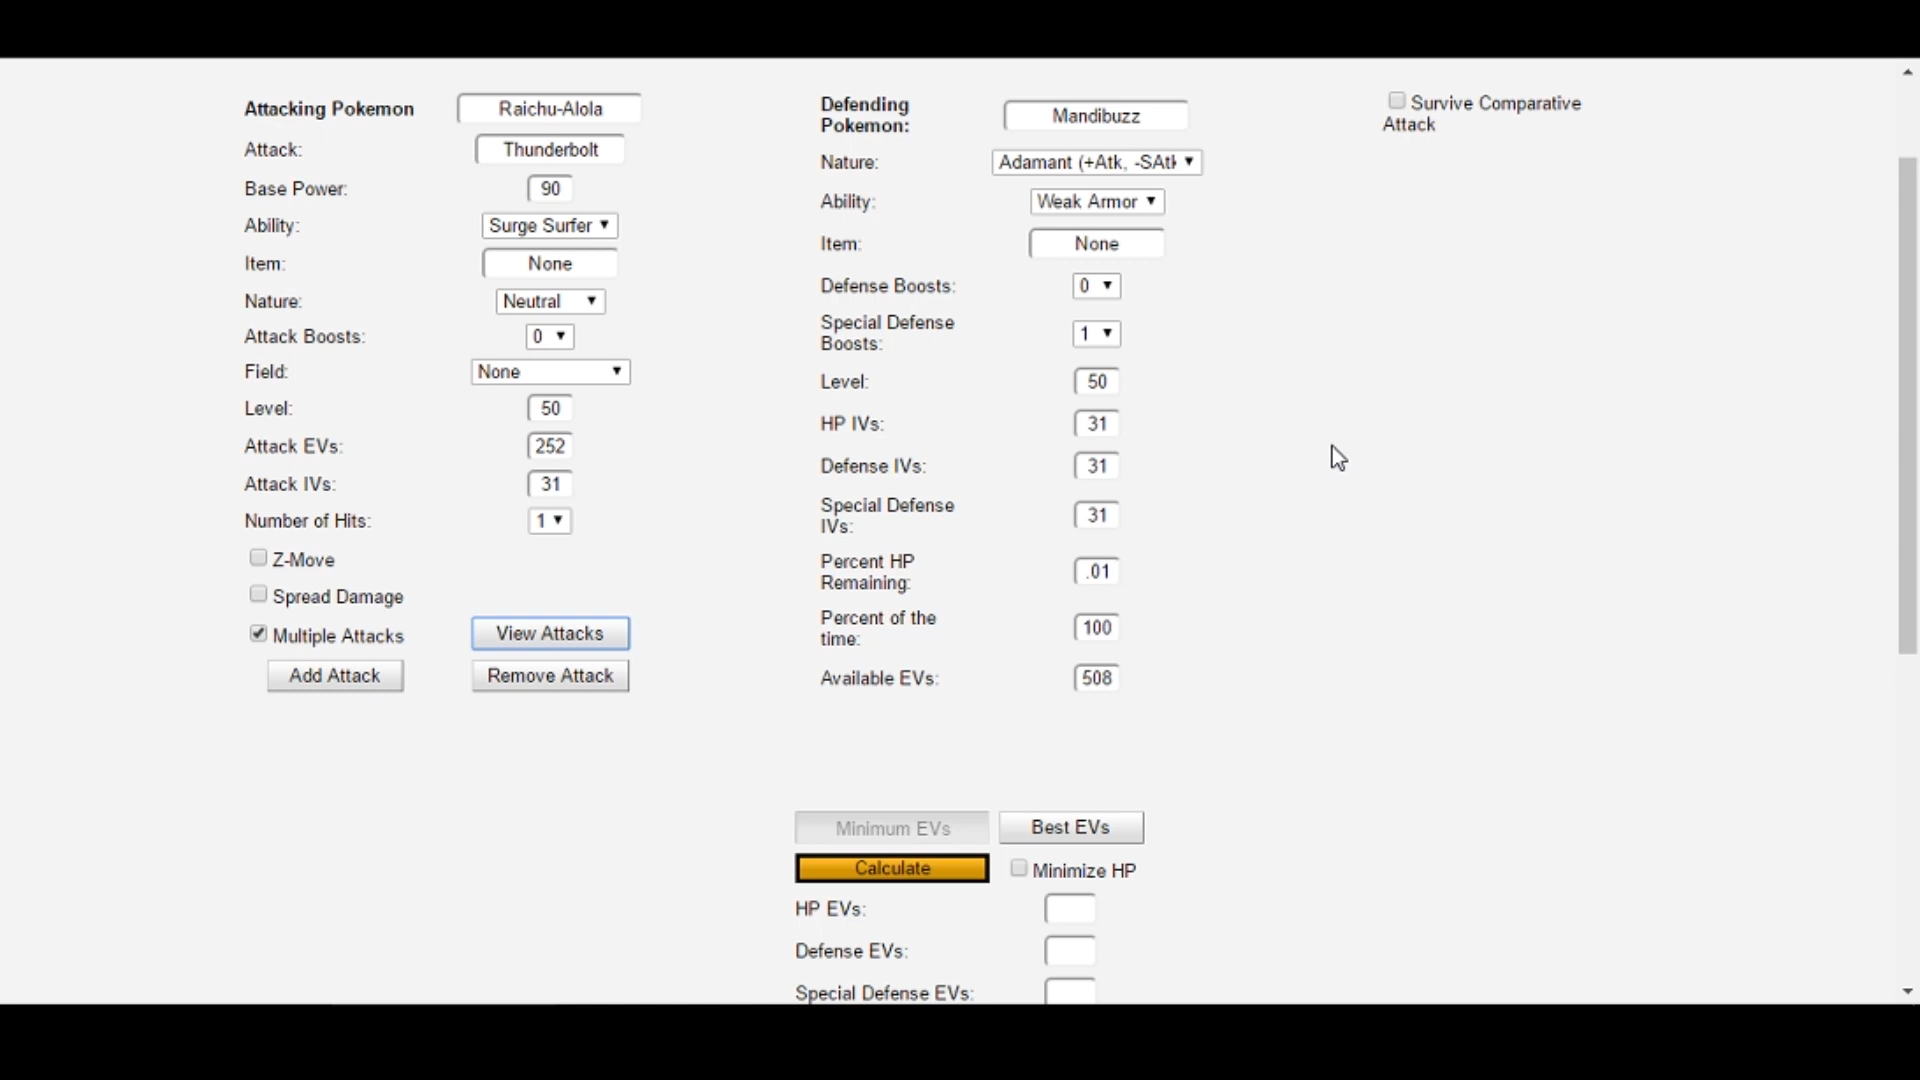 Attacking Pokemon Raichu-Alola
Attack: Thunderbolt
Base Power: 90
Ability: Surge Surfer
Item: None
Nature: Neutral
Attack Boosts: 0
Field: None
Level: 50
Attack EVs: 252
Attack IVs: 31
Number of Hits: 1
Z-Move
Spread Damage
Multiple Attacks View Attacks
Add Attack Remove Attack
Defending
Pokemon: Mandibuzz
Nature: Adamant (+Atk, -SAtk
Ability: Weak Armor
Item: None
Defense Boosts: 0
Special Defense
Boosts: 1
Level: 50
HP IVs: 31
Defense IVs: 31
Special Defense
IVs: 31
Percent HP
Remaining: .01
Percent of the
time: 100
Available EVs: 508
Survive Comparative
Attack
Minimum EVs Best EVs
Calculate Minimize HP
HP EVs:
Defense EVs:
Special Defense EVs: